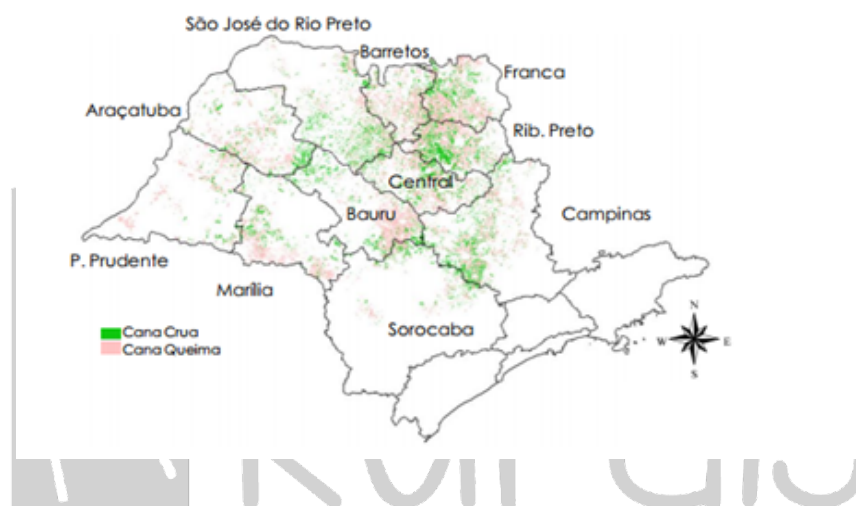 São José do Rio Preto
Barretos
Franca
Araçatuba
Rib. Preto
Central
Bauru
Campinas
P. Prudente
Marília
Sorocaba
Cana Crua
Cana Queima
N
W
E
S